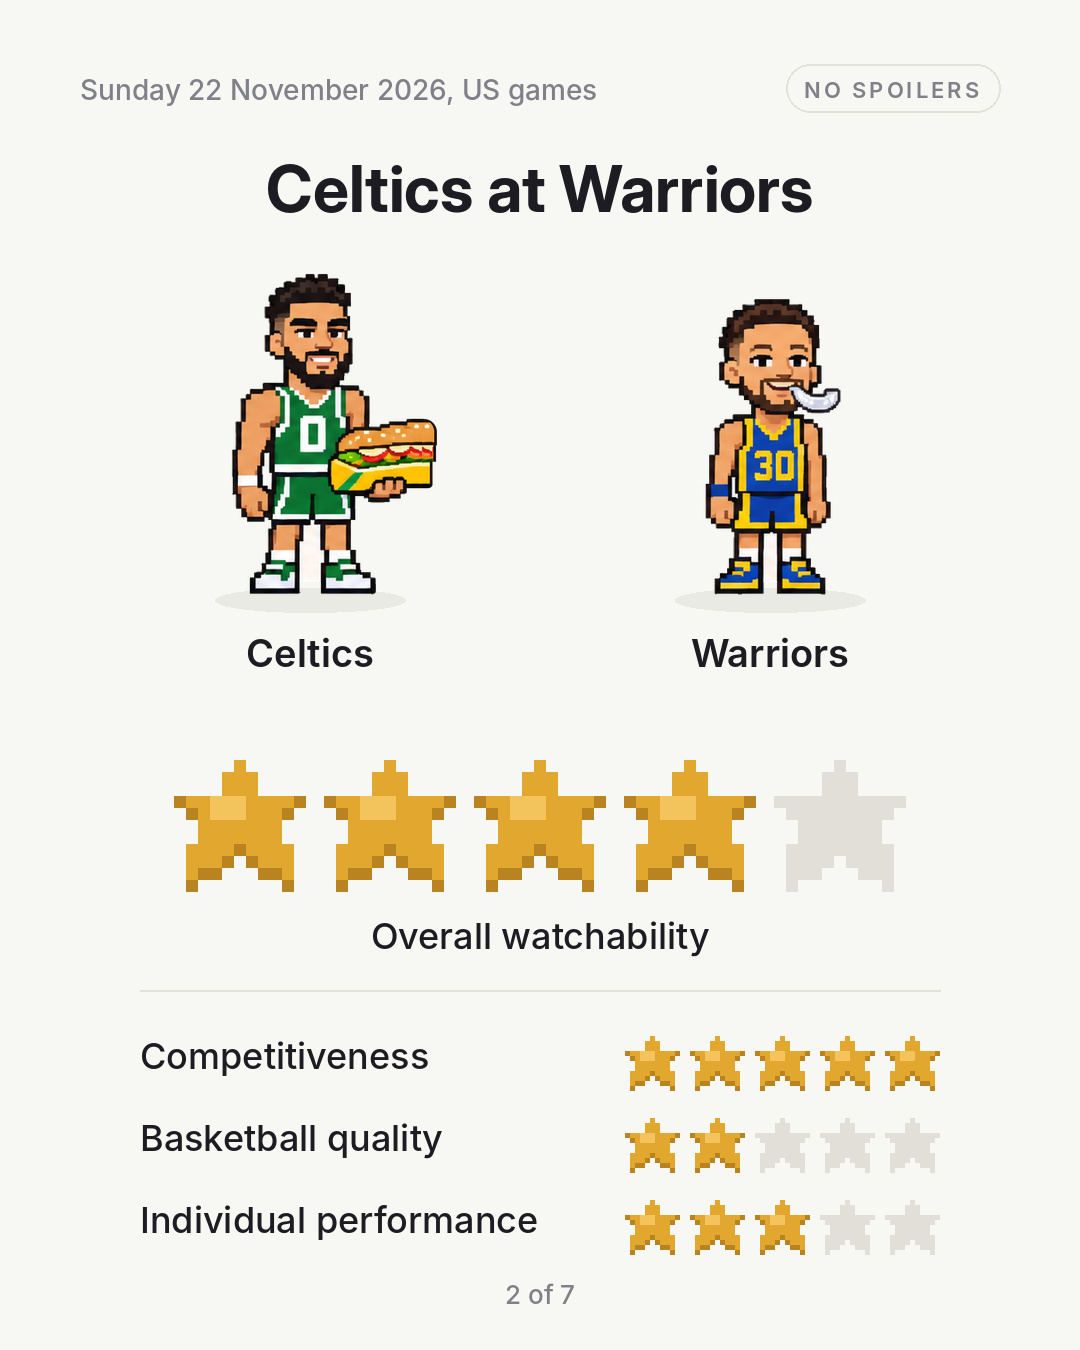 Sunday 22 November 2026, US games
NO SPOILERS
Celtics at Warriors
0
30
Celtics
Warriors
Overall watchability
Competitiveness
Basketball quality
Individual performance
2 of 7